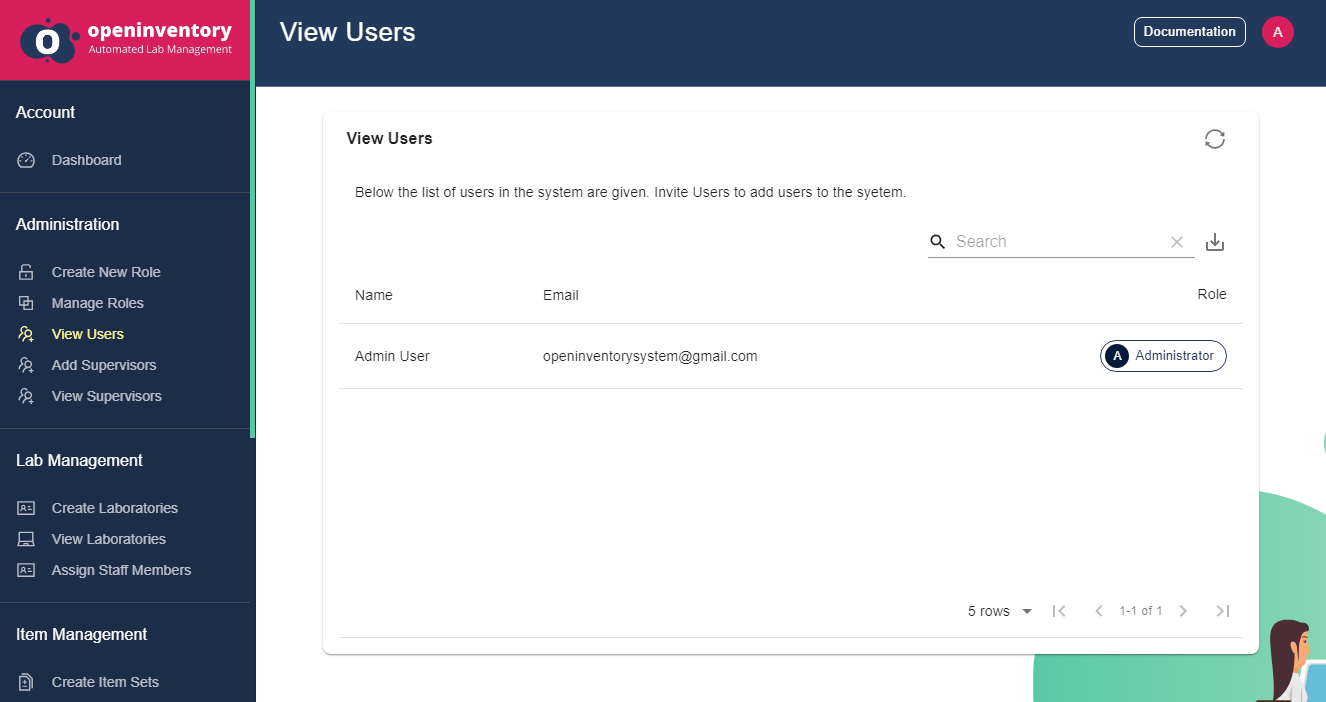 openinventory
Automated Lab Management
View Users
Documentation
A
Account
Dashboard
Administration
Create New Role
Manage Roles
View Users
Add Supervisors
View Supervisors
Lab Management
Create Laboratories
View Laboratories
Assign Staff Members
Item Management
Create Item Sets
View Users
Below the list of users in the system are given. Invite Users to add users to the syetem.
Search
Name Email Role
Admin User openinventorysystem@gmail.com A Administrator
5 rows 1-1 of 1